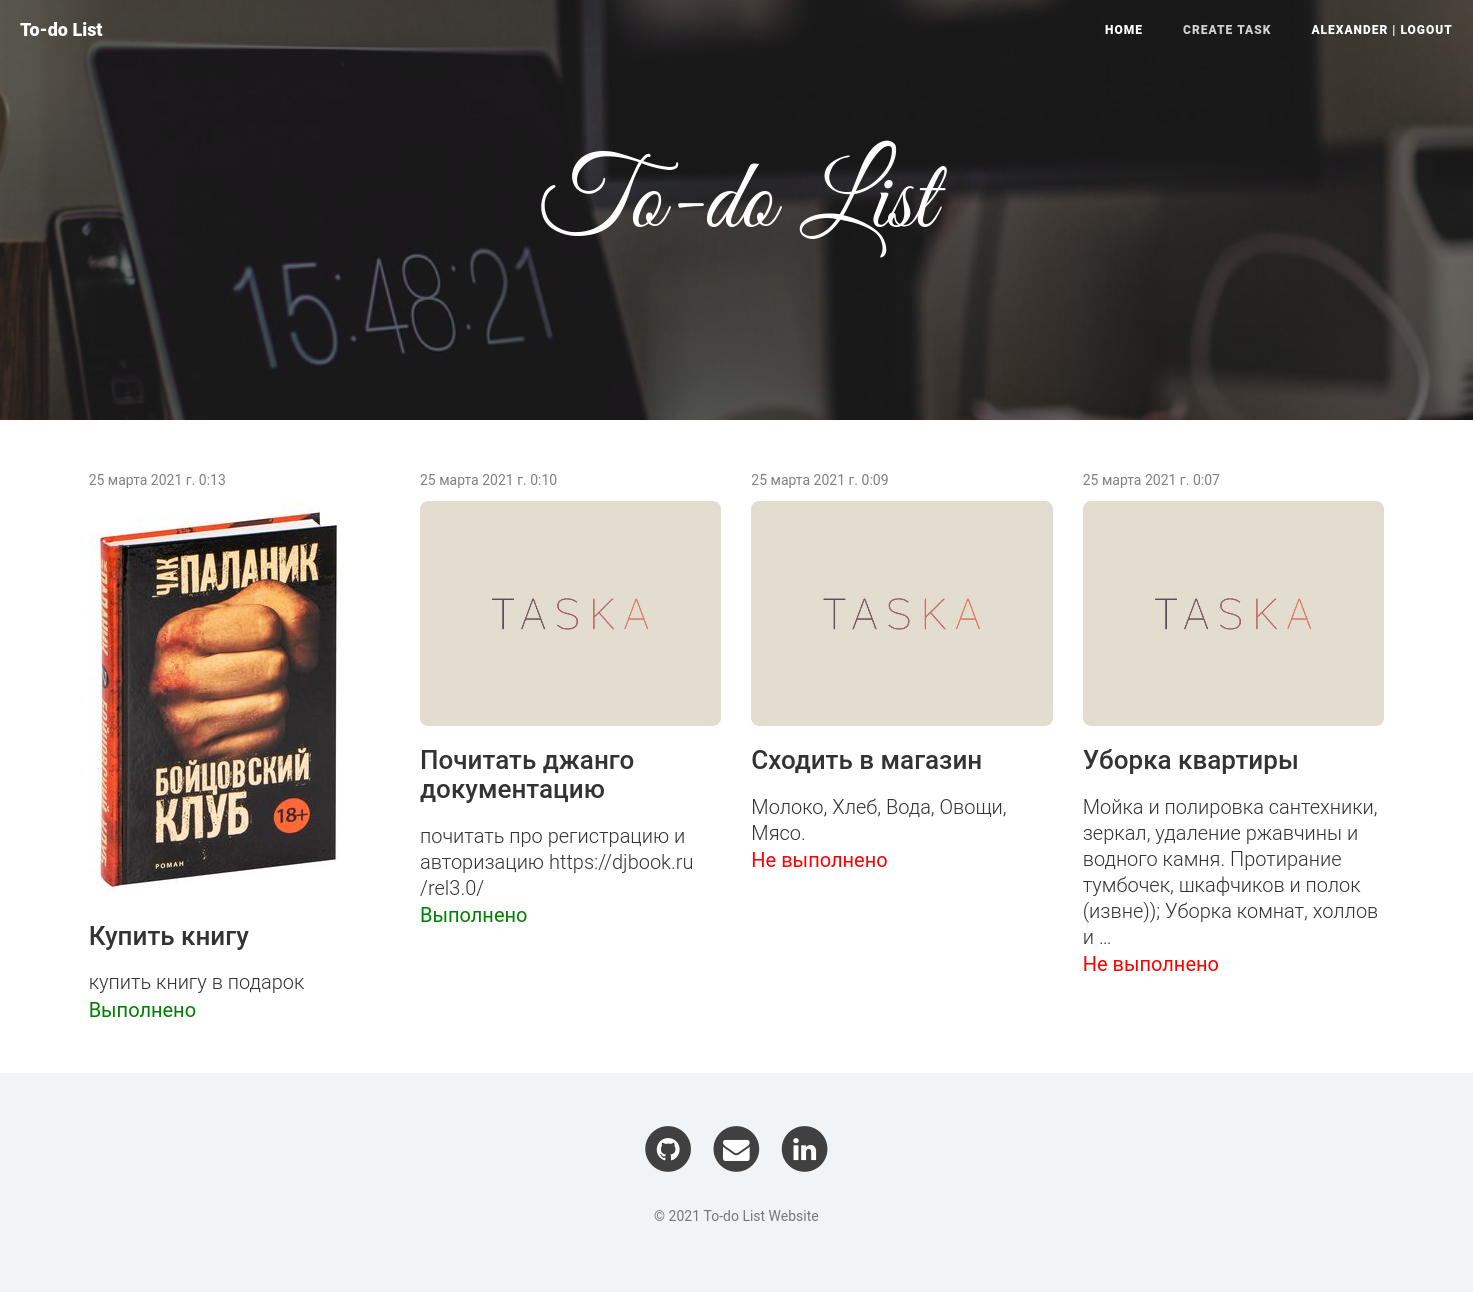 To-do List
HOME
CREATE TASK
ALEXANDER | LOGOUT
To-do List
15:48:21
25 марта 2021 г. 0:13
ЧАК
ПАЛАНИК
БОЙЦОВСКИЙ
КЛУБ
18+
РОМАН
Купить книгу
купить книгу в подарок
Выполнено
25 марта 2021 г. 0:10
TASKA
Почитать джанго
документацию
почитать про регистрацию и
авторизацию https://djbook.ru
/rel3.0/
Выполнено
25 марта 2021 г. 0:09
TASKA
Сходить в магазин
Молоко, Хлеб, Вода, Овощи,
Мясо.
Не выполнено
25 марта 2021 г. 0:07
TASKA
Уборка квартиры
Мойка и полировка сантехники,
зеркал, удаление ржавчины и
водного камня. Протирание
тумбочек, шкафчиков и полок
(извне)); Уборка комнат, холлов
и ...
Не выполнено
in
© 2021 To-do List Website